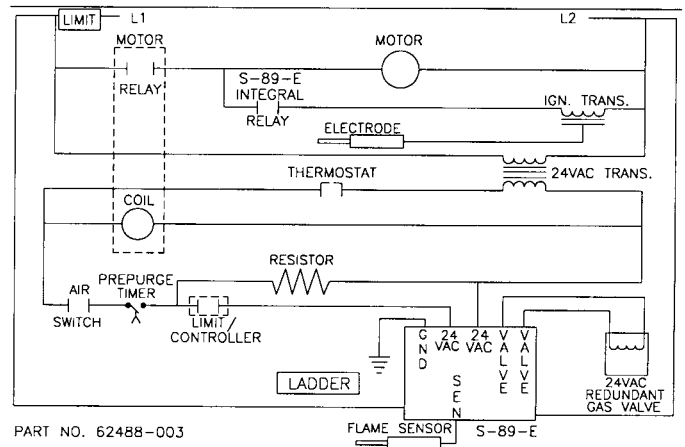 LIMIT L1 L2
MOTOR MOTOR
RELAY
S-89-E
INTEGRAL
RELAY
IGN. TRANS.
ELECTRODE
THERMOSTAT 24VAC TRANS.
COIL
RESISTOR
AIR
SWITCH
PREPURGE
TIMER
LIMIT/
CONTROLLER
GND 24 VAC 24 VAC VALVE VALVE
SEN
24VAC
REDUNDANT
GAS VALVE
LADDER
PART NO. 62488-003 FLAME SENSOR S-89-E